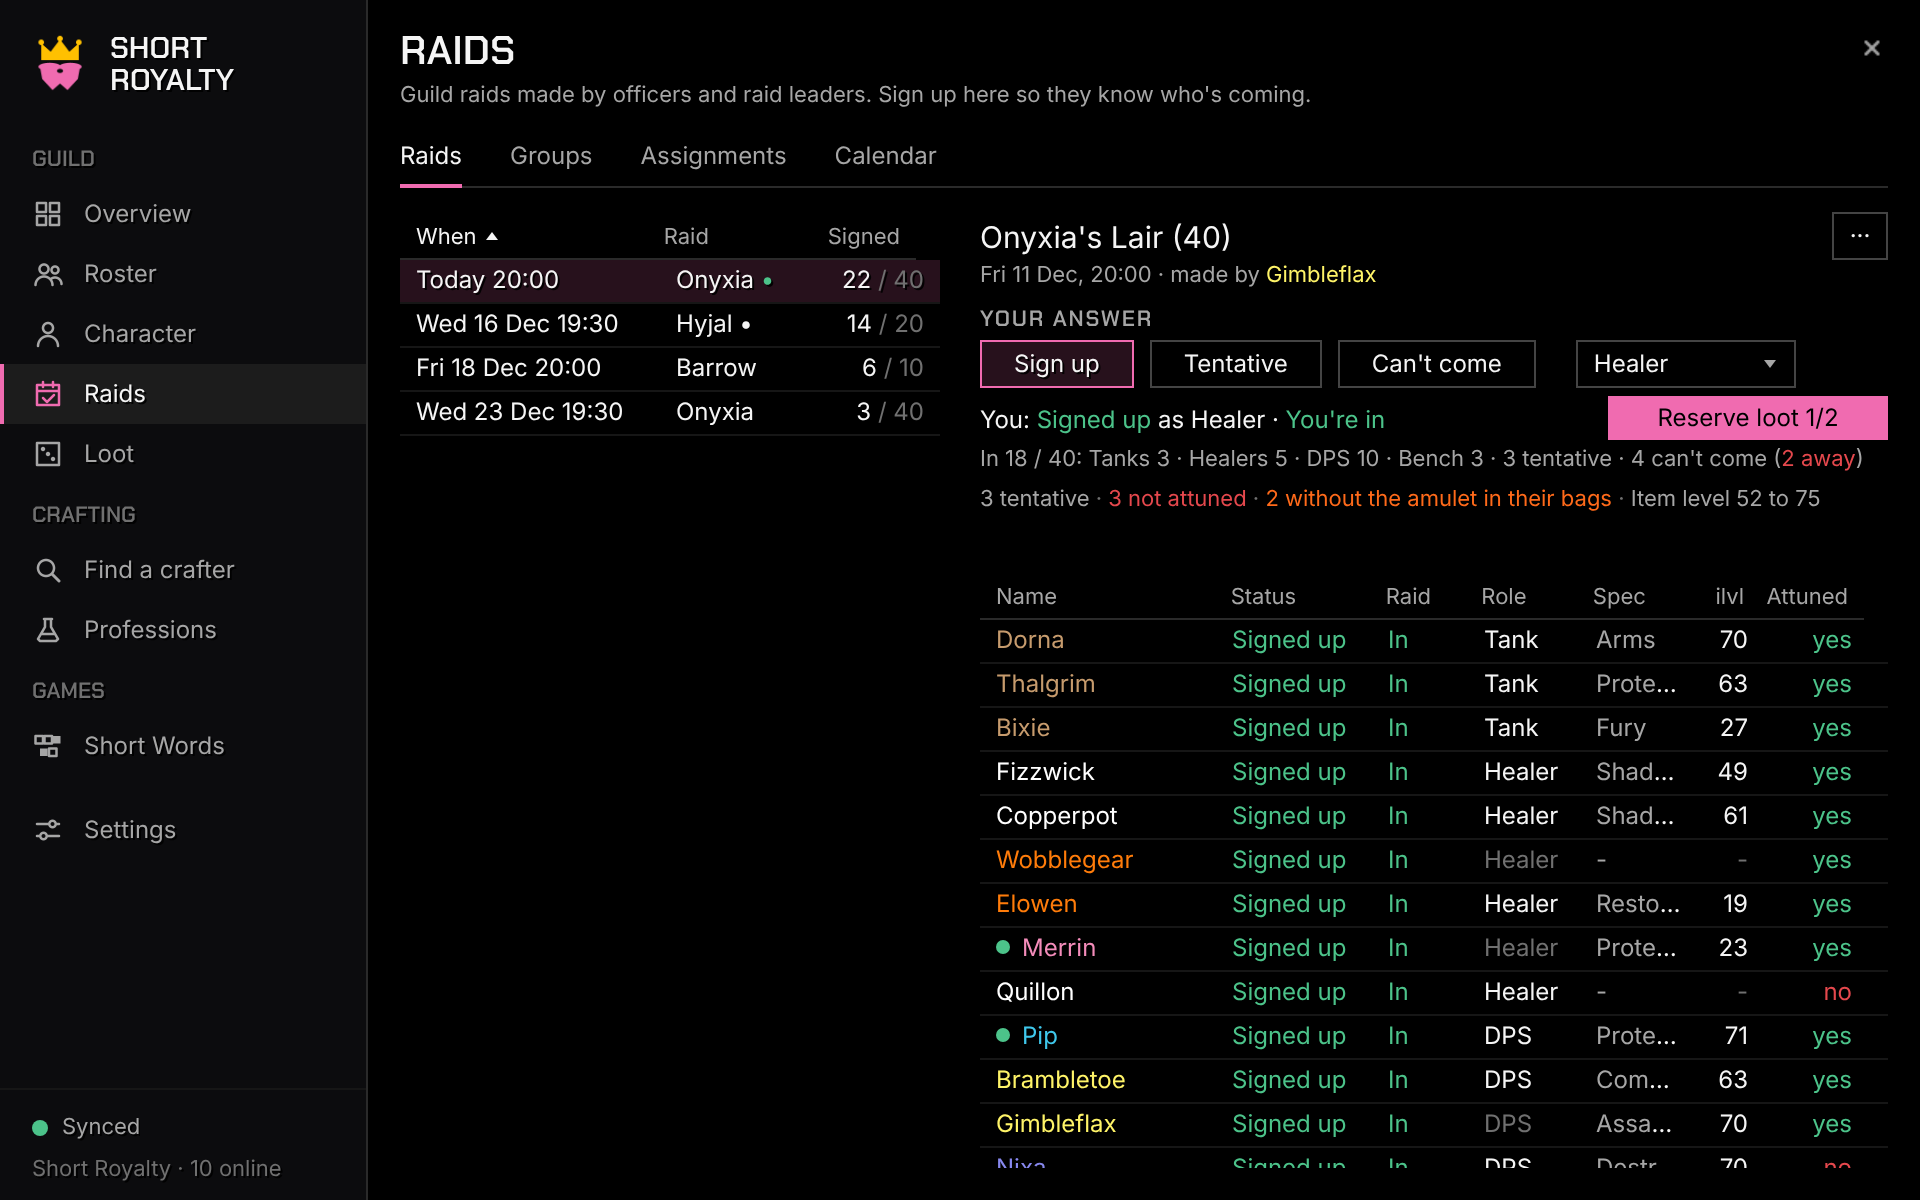 SHORT
ROYALTY
GUILD
Overview
Roster
Character
Raids
Loot
CRAFTING
Find a crafter
Professions
GAMES
Short Words
Settings
Synced
Short Royalty · 10 online
RAIDS
Guild raids made by officers and raid leaders. Sign up here so they know who's coming.
Raids Groups Assignments Calendar
When Raid Signed
Today 20:00 Onyxia 22 / 40
Wed 16 Dec 19:30 Hyjal 14 / 20
Fri 18 Dec 20:00 Barrow 6 / 10
Wed 23 Dec 19:30 Onyxia 3 / 40
Onyxia's Lair (40)
...
Fri 11 Dec, 20:00 · made by Gimbleflax
YOUR ANSWER
Sign up Tentative Can't come Healer
You: Signed up as Healer · You're in
Reserve loot 1/2
In 18 / 40: Tanks 3 · Healers 5 · DPS 10 · Bench 3 · 3 tentative · 4 can't come (2 away)
3 tentative · 3 not attuned · 2 without the amulet in their bags · Item level 52 to 75
Name Status Raid Role Spec ilvl Attuned
Dorna Signed up In Tank Arms 70 yes
Thalgrim Signed up In Tank Prote... 63 yes
Bixie Signed up In Tank Fury 27 yes
Fizzwick Signed up In Healer Shad... 49 yes
Copperpot Signed up In Healer Shad... 61 yes
Wobblegear Signed up In Healer - - yes
Elowen Signed up In Healer Resto... 19 yes
Merrin Signed up In Healer Prote... 23 yes
Quillon Signed up In Healer - - no
Pip Signed up In DPS Prote... 71 yes
Brambletoe Signed up In DPS Com... 63 yes
Gimbleflax Signed up In DPS Assa... 70 yes
Nixa Signed up In DPS Destr... 70 no